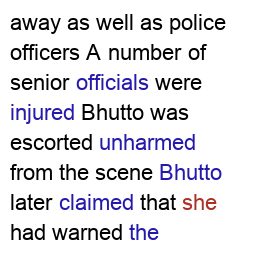 away as well as police
officers A number of
senior officials were
injured Bhutto was
escorted unharmed
from the scene Bhutto
later claimed that she
had warned the